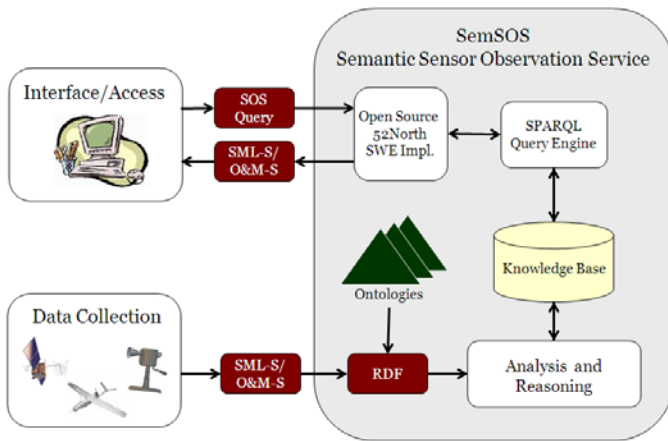 SemSOS
Semantic Sensor Observation Service
Interface/Access
SOS
Query
SML-S/
O&M-S
Open Source
52North
SWE Impl.
SPARQL
Query Engine
Knowledge Base
Ontologies
Data Collection
SML-S/
O&M-S
RDF
Analysis and
Reasoning